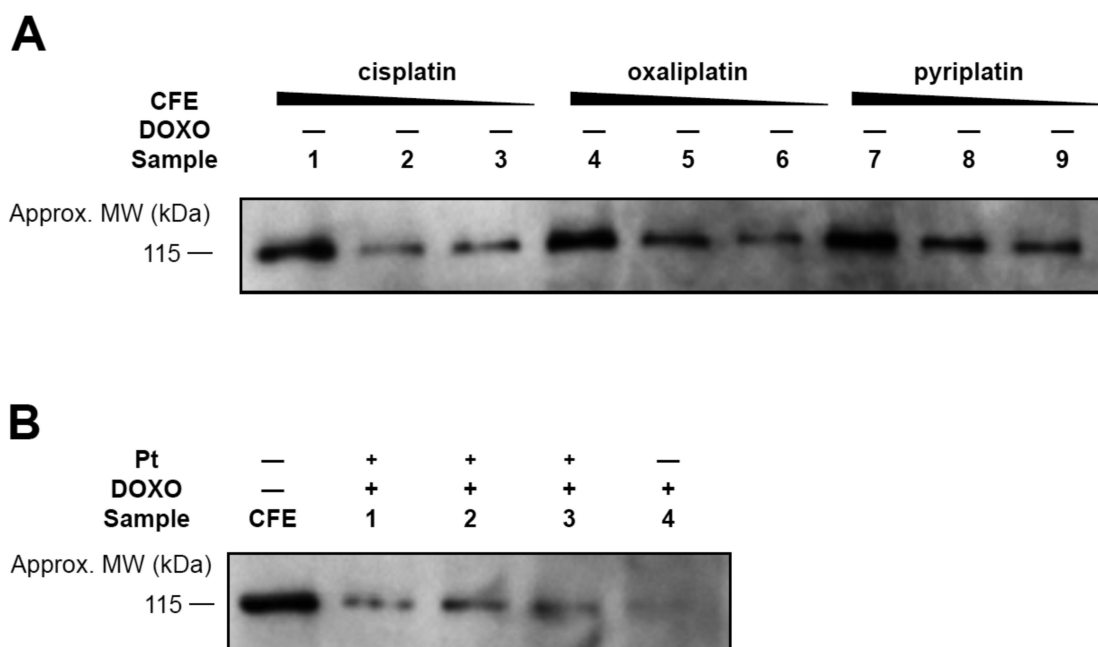 A
cisplatin oxaliplatin pyriplatin
CFE
DOXO — — — — — — — — —
Sample 1 2 3 4 5 6 7 8 9
Approx. MW (kDa)
115 —
B
Pt — + + + —
DOXO — + + + +
Sample CFE 1 2 3 4
Approx. MW (kDa)
115 —